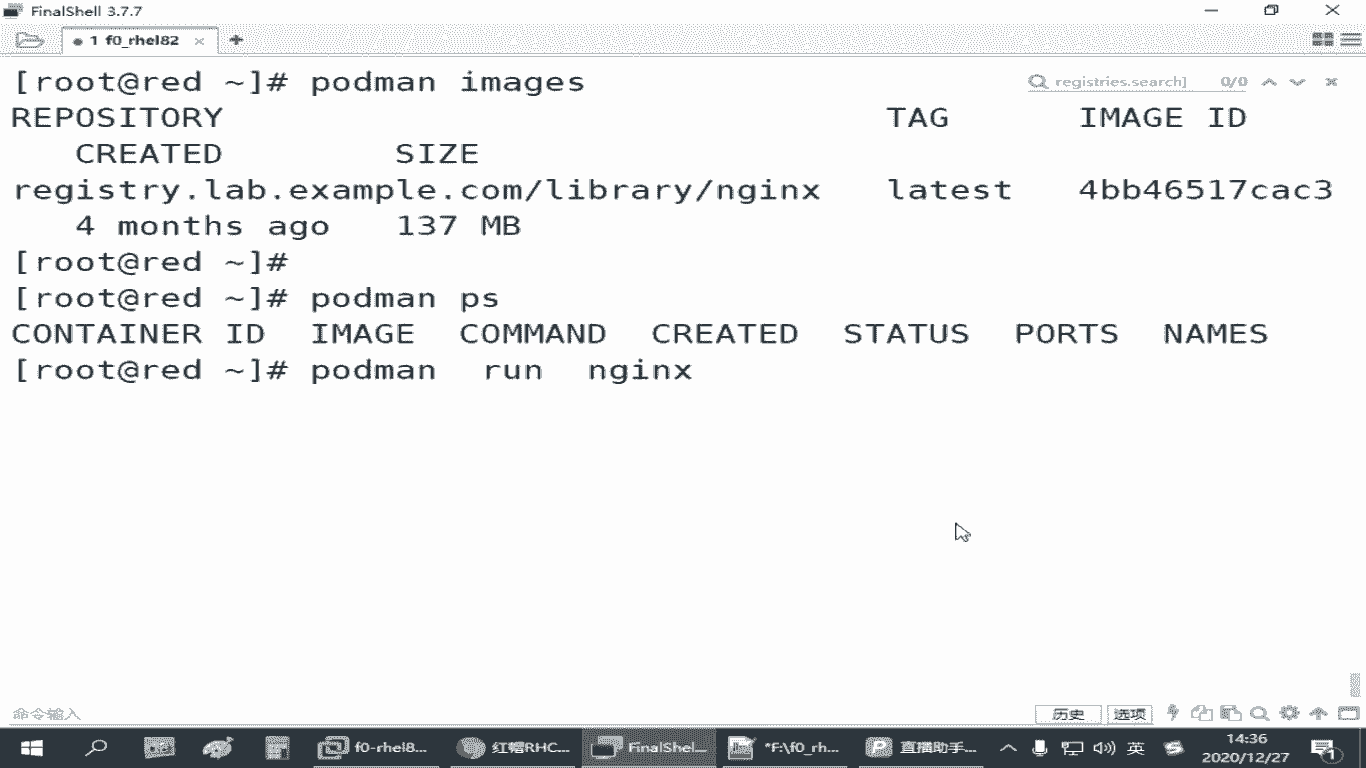 FinalShell 3.7.7
1 f0_rhel82
[root@red ~]# podman images
registries.search]
0/0
REPOSITORY TAG IMAGE ID
CREATED SIZE
registry.lab.example.com/library/nginx latest 4bb46517cac3
4 months ago 137 MB
[root@red ~]#
[root@red ~]# podman ps
CONTAINER ID IMAGE COMMAND CREATED STATUS PORTS NAMES
[root@red ~]# podman run nginx
命令输入
历史 选项
f0-rhel8... 红帽RHC... FinalShel... *F:\f0_rh... 直播助手... 英
14:36
2020/12/27
1